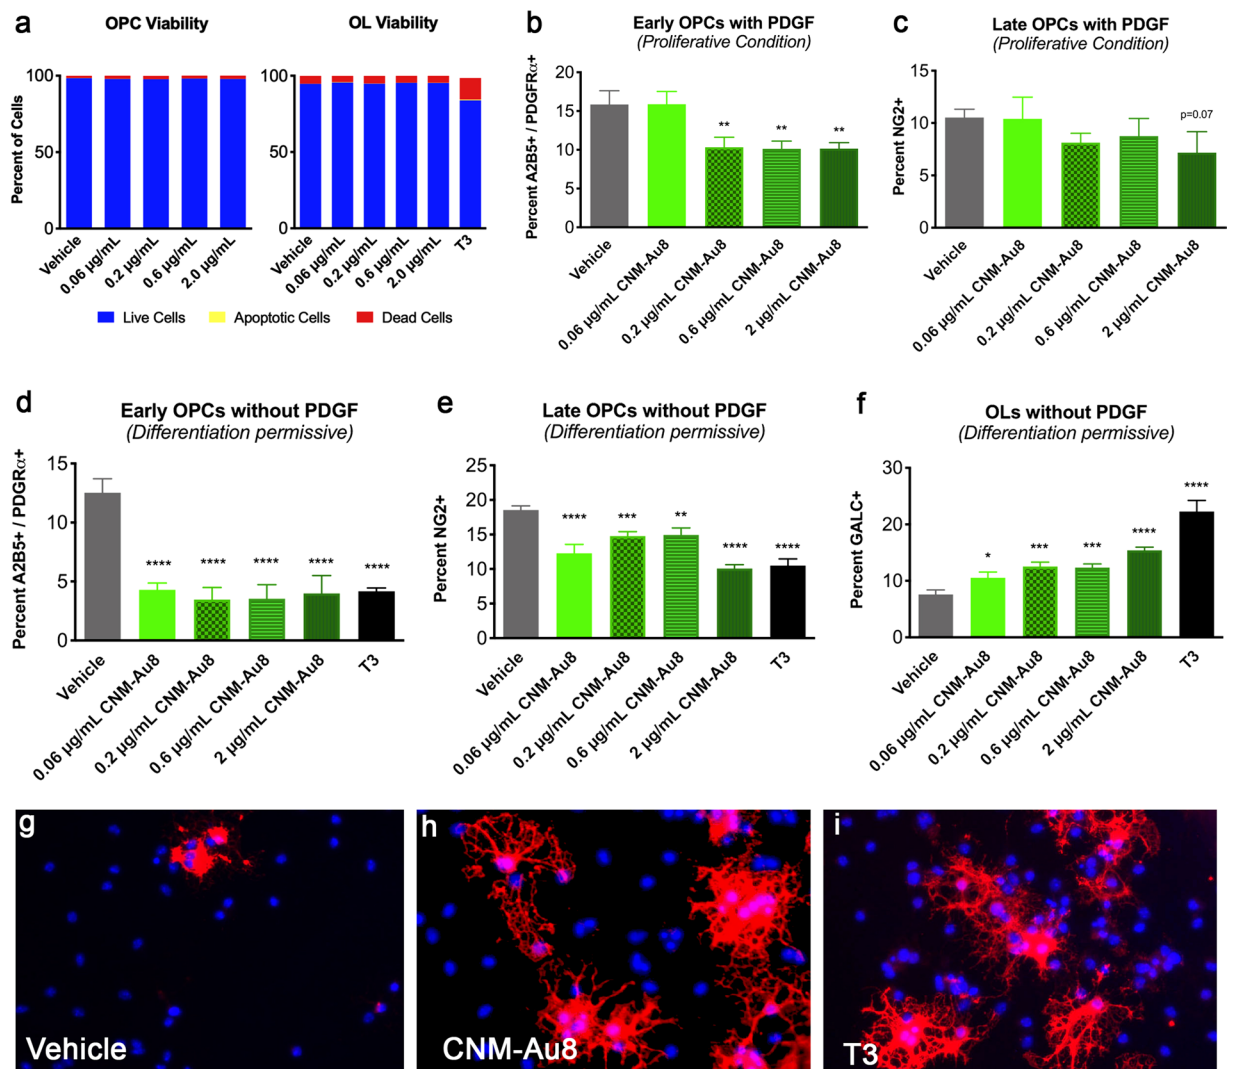 a
OPC Viability
OL Viability
Percent of Cells
100
50
0
Vehicle
0.06 µg/mL
0.2 µg/mL
0.6 µg/mL
2.0 µg/mL
100
50
0
Vehicle
0.06 µg/mL
0.2 µg/mL
0.6 µg/mL
2.0 µg/mL
T3
Live Cells
Apoptotic Cells
Dead Cells
b
Early OPCs with PDGF
(Proliferative Condition)
Percent A2B5+ / PDGFRα+
20
15
10
5
0
**
**
**
Vehicle
0.06 µg/mL CNM-Au8
0.2 µg/mL CNM-Au8
0.6 µg/mL CNM-Au8
2 µg/mL CNM-Au8
c
Late OPCs with PDGF
(Proliferative Condition)
Percent NG2+
15
10
5
0
p=0.07
Vehicle
0.06 µg/mL CNM-Au8
0.2 µg/mL CNM-Au8
0.6 µg/mL CNM-Au8
2 µg/mL CNM-Au8
d
Early OPCs without PDGF
(Differentiation permissive)
Percent A2B5+ / PDGRα+
15
10
5
0
****
****
****
****
****
Vehicle
0.06 µg/mL CNM-Au8
0.2 µg/mL CNM-Au8
0.6 µg/mL CNM-Au8
2 µg/mL CNM-Au8
T3
e
Late OPCs without PDGF
(Differentiation permissive)
Percent NG2+
25
20
15
10
5
0
****
***
**
****
****
Vehicle
0.06 µg/mL CNM-Au8
0.2 µg/mL CNM-Au8
0.6 µg/mL CNM-Au8
2 µg/mL CNM-Au8
T3
f
OLs without PDGF
(Differentiation permissive)
Percent GALC+
30
20
10
0
*
***
***
****
****
Vehicle
0.06 µg/mL CNM-Au8
0.2 µg/mL CNM-Au8
0.6 µg/mL CNM-Au8
2 µg/mL CNM-Au8
T3
g
Vehicle
h
CNM-Au8
i
T3